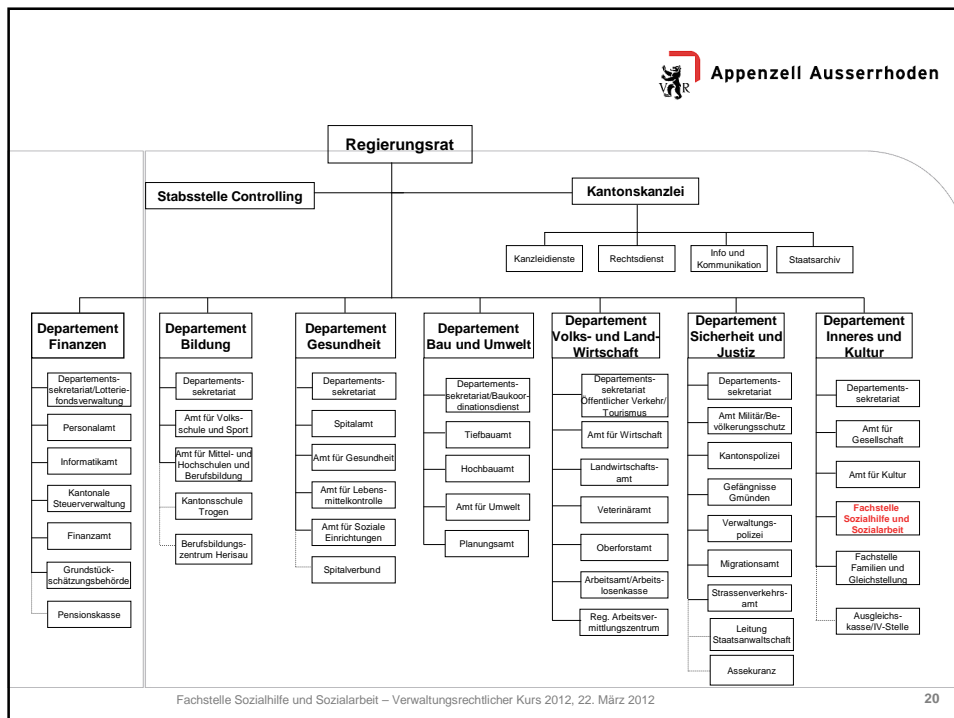 VR
Appenzell Ausserrhoden
Regierungsrat
Stabsstelle Controlling
Kantonskanzlei
Kanzleidienste
Rechtsdienst
Info und
Kommunikation
Staatsarchiv
Departement
Finanzen
Departements-
sekretariat/Lotterie-
fondsverwaltung
Personalamt
Informatikamt
Kantonale
Steuerverwaltung
Finanzamt
Grundstück-
schätzungsbehörde
Pensionskasse
Departement
Bildung
Departements-
sekretariat
Amt für Volks-
schule und Sport
Amt für Mittel- und
Hochschulen und
Berufsbildung
Kantonsschule
Trogen
Berufsbildungs-
zentrum Herisau
Departement
Gesundheit
Departements-
sekretariat
Spitalamt
Amt für Gesundheit
Amt für Lebens-
mittelkontrolle
Amt für Soziale
Einrichtungen
Spitalverbund
Departement
Bau und Umwelt
Departements-
sekretariat/Baukoor-
dinationsdienst
Tiefbauamt
Hochbauamt
Amt für Umwelt
Planungsamt
Departement
Volks- und Land-
Wirtschaft
Departements-
sekretariat
Öffentlicher Verkehr/
Tourismus
Amt für Wirtschaft
Landwirtschafts-
amt
Veterinäramt
Oberforstamt
Arbeitsamt/Arbeits-
losenkasse
Reg. Arbeitsver-
mittlungszentrum
Departement
Sicherheit und
Justiz
Departements-
sekretariat
Amt Militär/Be-
völkerungsschutz
Kantonspolizei
Gefängnisse
Gmünden
Verwaltungs-
polizei
Migrationsamt
Strassenverkehrs-
amt
Leitung
Staatsanwaltschaft
Assekuranz
Departement
Inneres und
Kultur
Departements-
sekretariat
Amt für
Gesellschaft
Amt für Kultur
Fachstelle
Sozialhilfe und
Sozialarbeit
Fachstelle
Familien und
Gleichstellung
Ausgleichs-
kasse/IV-Stelle
Fachstelle Sozialhilfe und Sozialarbeit – Verwaltungsrechtlicher Kurs 2012, 22. März 2012
20